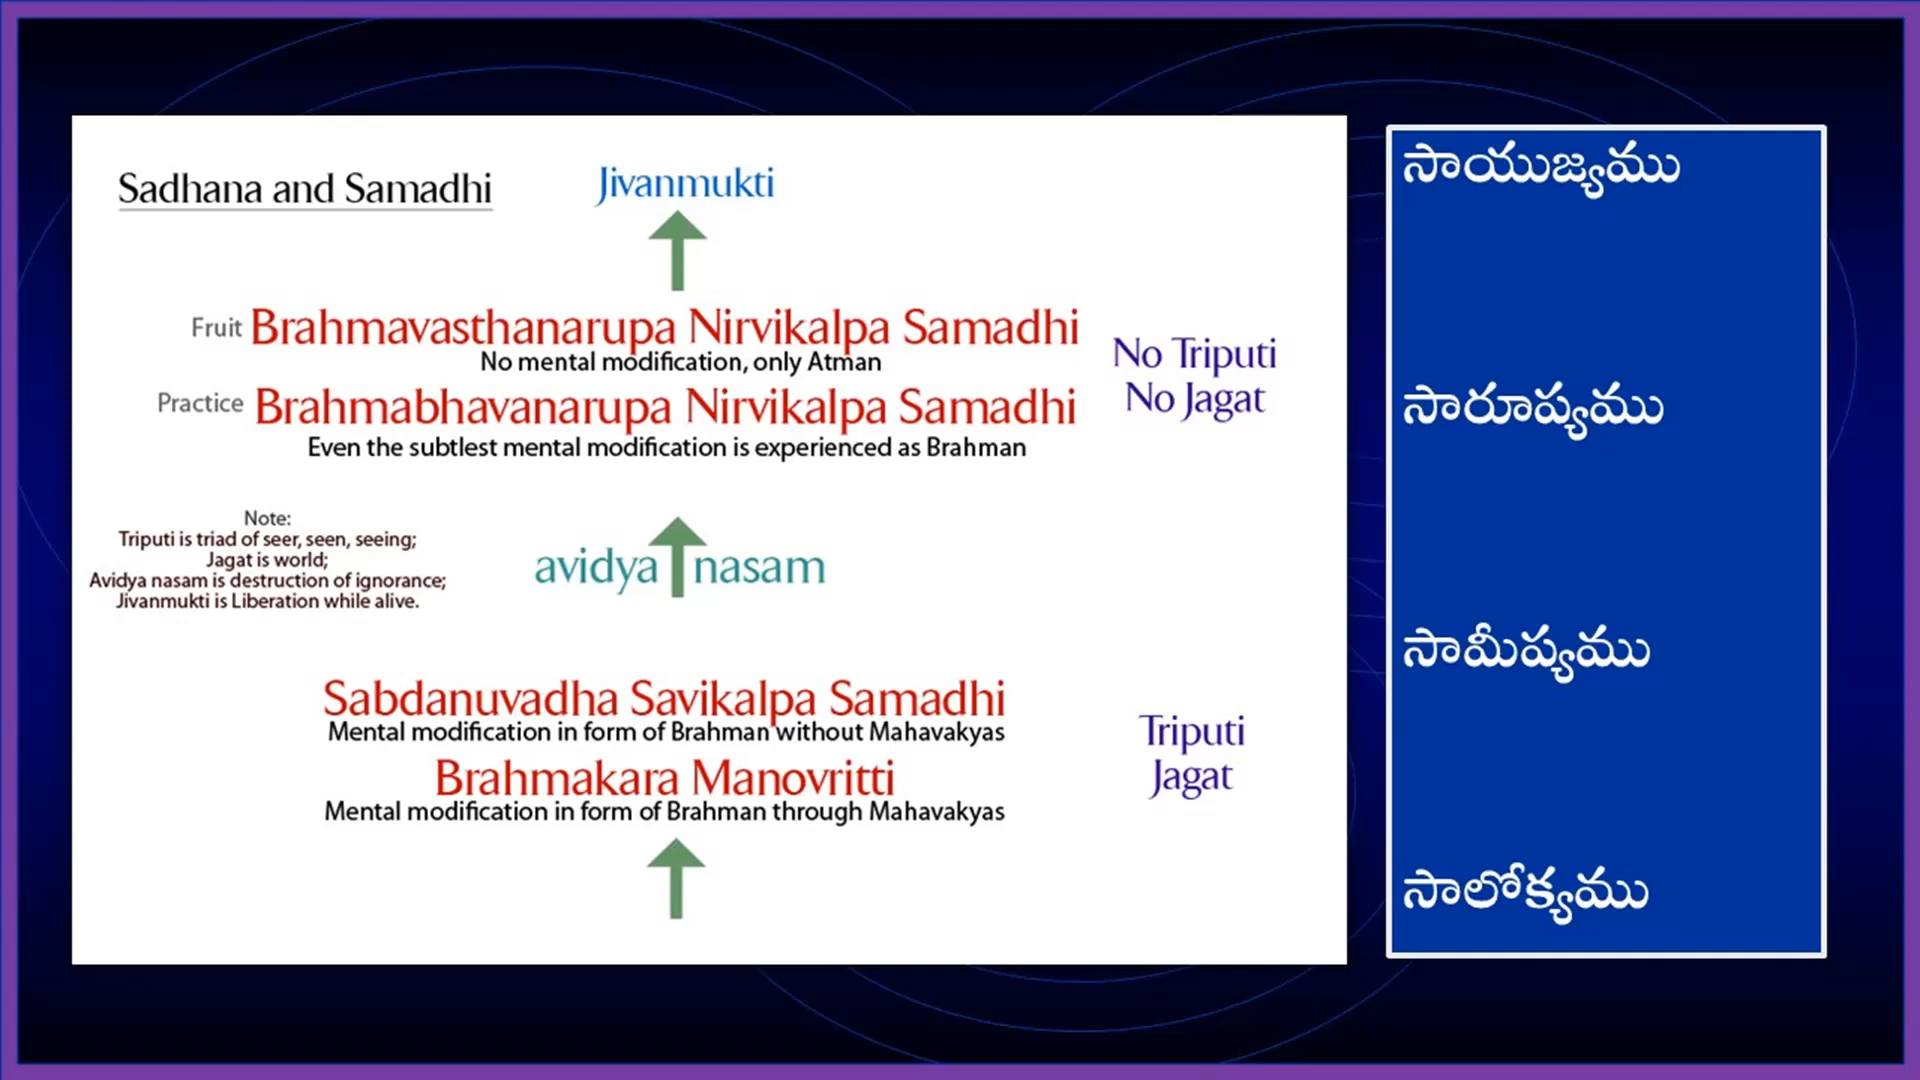 Sadhana and Samadhi
Jivanmukti
Fruit Brahmavasthanarupa Nirvikalpa Samadhi
No mental modification, only Atman
Practice Brahmabhavanarupa Nirvikalpa Samadhi
Even the subtlest mental modification is experienced as Brahman
No Triputi
No Jagat
Note:
Triputi is triad of seer, seen, seeing;
Jagat is world;
Avidya nasam is destruction of ignorance;
Jivanmukti is Liberation while alive.
avidya nasam
Sabdanuvadha Savikalpa Samadhi
Mental modification in form of Brahman without Mahavakyas
Brahmakara Manovritti
Mental modification in form of Brahman through Mahavakyas
Triputi
Jagat
సాయుజ్యము
సారూప్యము
సామీప్యము
సాలోక్యము